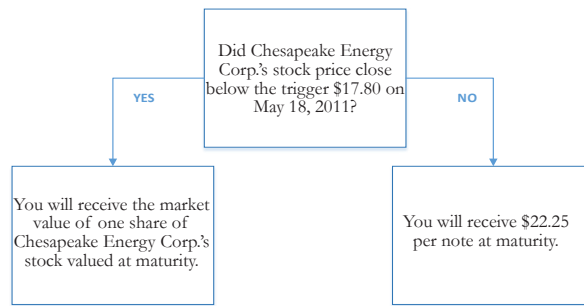 Did Chesapeake Energy
Corp.'s stock price close
below the trigger $17.80 on
May 18, 2011?
YES
NO
You will receive the market
value of one share of
Chesapeake Energy Corp.'s
stock valued at maturity.
You will receive $22.25
per note at maturity.